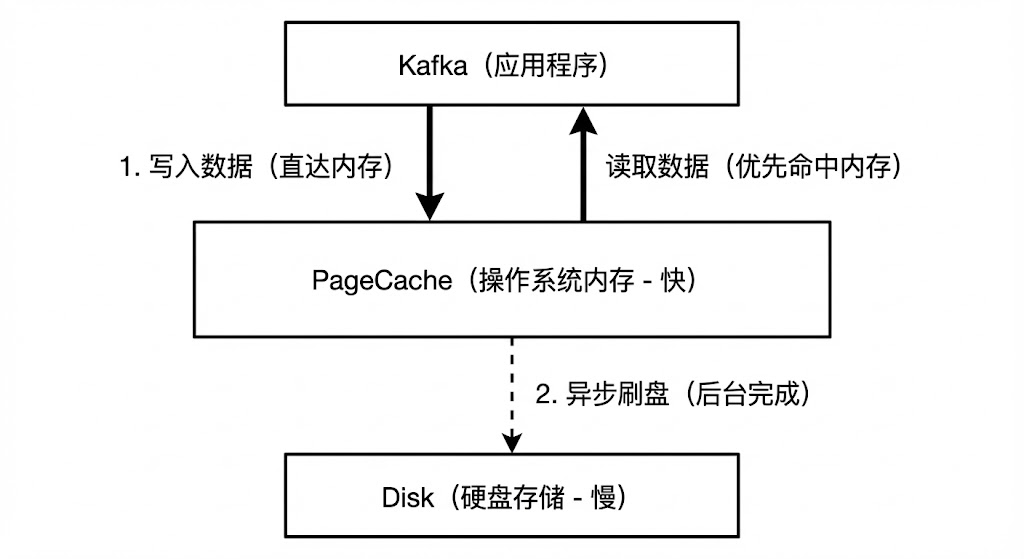 Kafka（应用程序）
1. 写入数据（直达内存）
读取数据（优先命中内存）
PageCache（操作系统内存 - 快）
2. 异步刷盘（后台完成）
Disk（硬盘存储 - 慢）